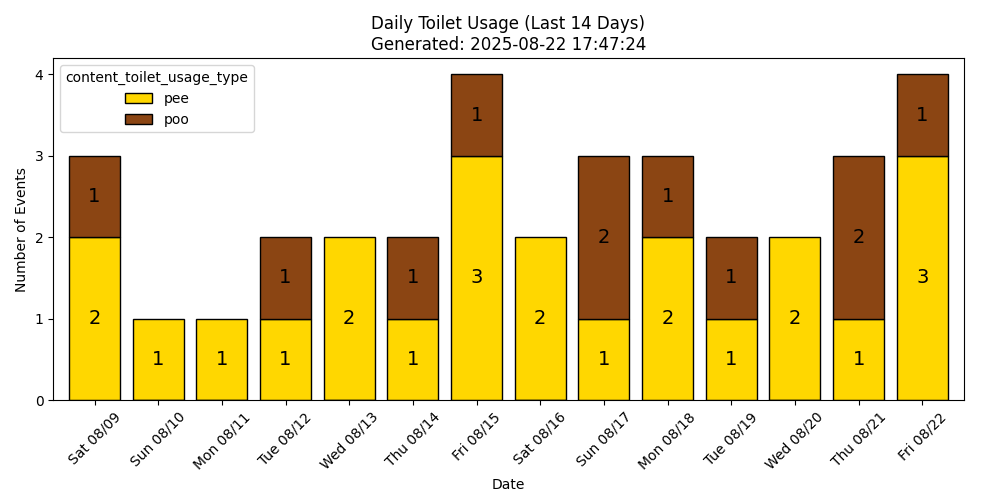 Daily Toilet Usage (Last 14 Days)
Generated: 2025-08-22 17:47:24
content_toilet_usage_type
pee
poo
Number of Events
4
3
2
1
0
2
1
1
1
1
1
2
1
1
3
1
2
1
2
2
1
1
1
2
1
2
3
1
Sat 08/09
Sun 08/10
Mon 08/11
Tue 08/12
Wed 08/13
Thu 08/14
Fri 08/15
Sat 08/16
Sun 08/17
Mon 08/18
Tue 08/19
Wed 08/20
Thu 08/21
Fri 08/22
Date